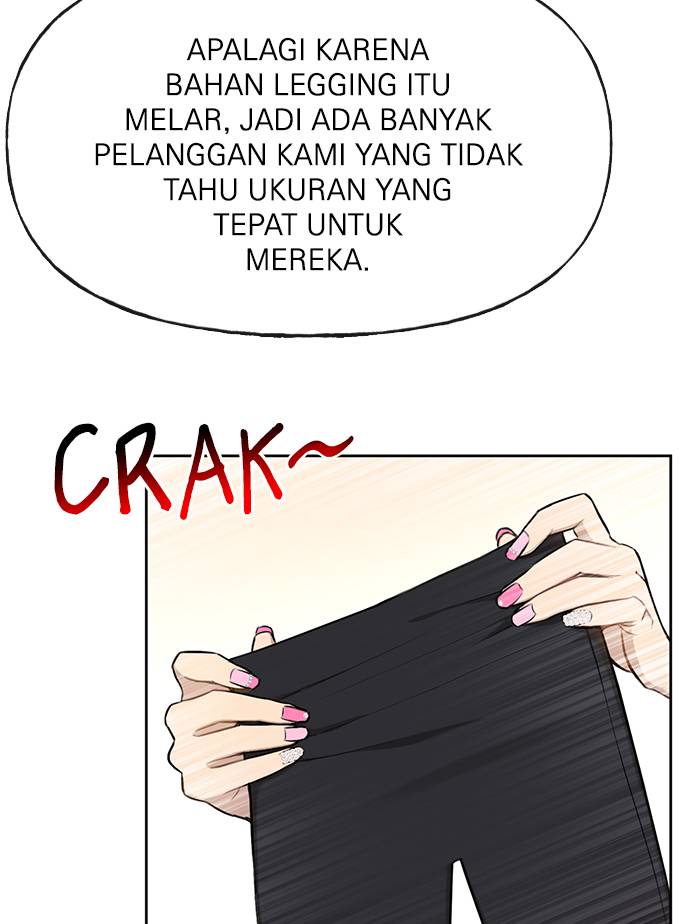 APALAGI KARENA
BAHAN LEGGING ITU
MELAR, JADI ADA BANYAK
PELANGGAN KAMI YANG TIDAK
TAHU UKURAN YANG
TEPAT UNTUK
MEREKA.
CRAK~